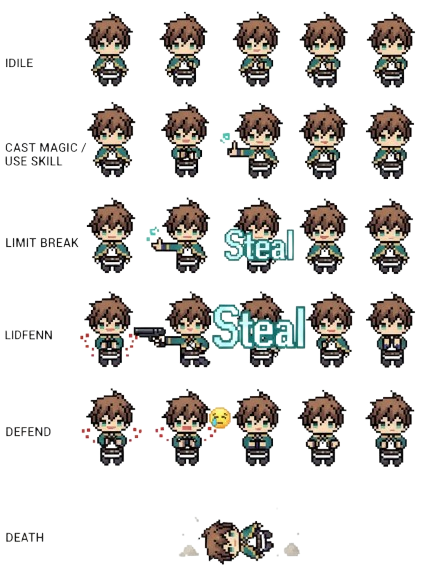 IDILE
CAST MAGIC /
USE SKILL
LIMIT BREAK
Steal
LIDFENN
Steal
DEFEND
DEATH